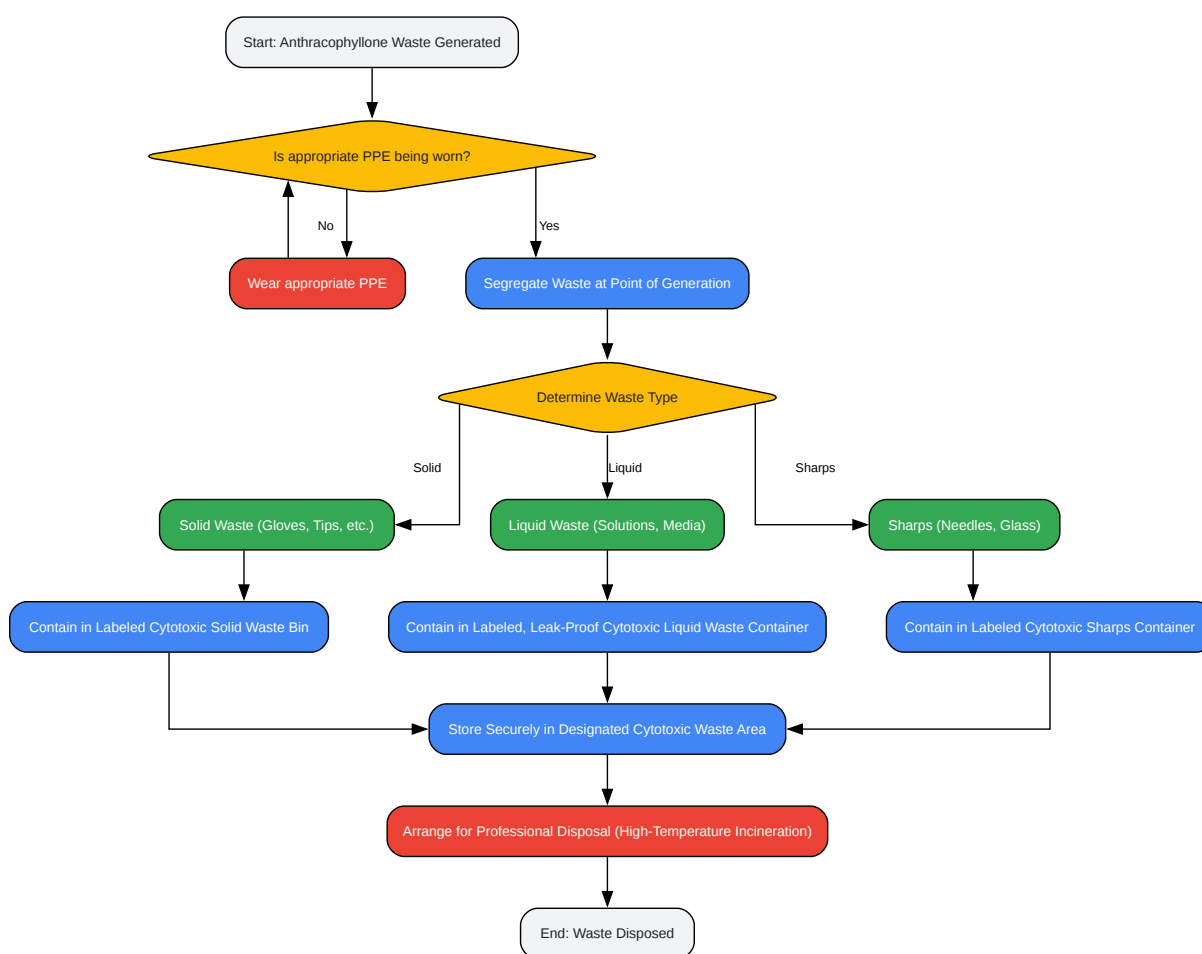 Start: Anthracophyllone Waste Generated
Is appropriate PPE being worn?
No
Yes
Wear appropriate PPE
Segregate Waste at Point of Generation
Determine Waste Type
Solid
Liquid
Sharps
Solid Waste (Gloves, Tips, etc.)
Liquid Waste (Solutions, Media)
Sharps (Needles, Glass)
Contain in Labeled Cytotoxic Solid Waste Bin
Contain in Labeled, Leak-Proof Cytotoxic Liquid Waste Container
Contain in Labeled Cytotoxic Sharps Container
Store Securely in Designated Cytotoxic Waste Area
Arrange for Professional Disposal (High-Temperature Incineration)
End: Waste Disposed